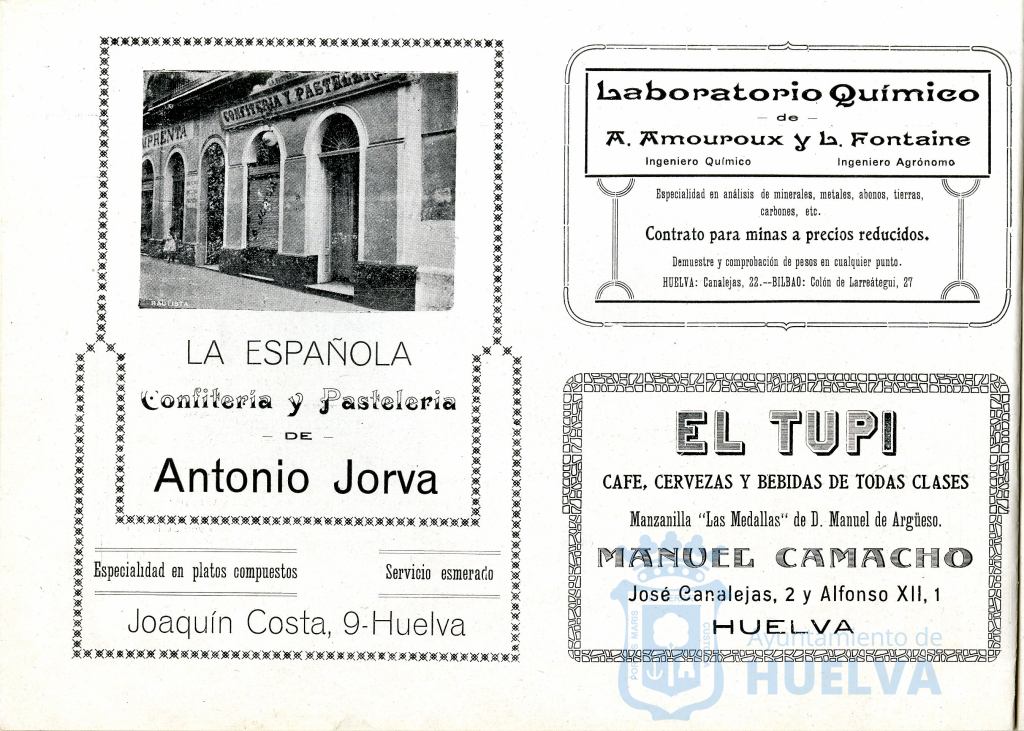 IMPRENTA
CONFITERIA Y PASTELERIA
BAUTISTA
LA ESPAÑOLA
Confitería y Pasteleria
– DE –
Antonio Jorva
Especialidad en platos compuestos
Servicio esmerado
Joaquín Costa, 9-Huelva
Laboratorio Químico
– de –
A. Amouroux y L. Fontaine
Ingeniero Químico Ingeniero Agrónomo
Especialidad en análisis de minerales, metales, abonos, tierras,
carbones, etc.
Contrato para minas a precios reducidos.
Demuestre y comprobación de pesos en cualquier punto.
HUELVA: Canalejas, 22.--BILBAO: Colón de Larreátegui, 27
EL TUPI
CAFE, CERVEZAS Y BEBIDAS DE TODAS CLASES
Manzanilla "Las Medallas" de D. Manuel de Argüeso.
MANUEL CAMACHO
José Canalejas, 2 y Alfonso XII, 1
HUELVA
PORTUS MARIS
CUSTODIA
Ayuntamiento de
HUELVA